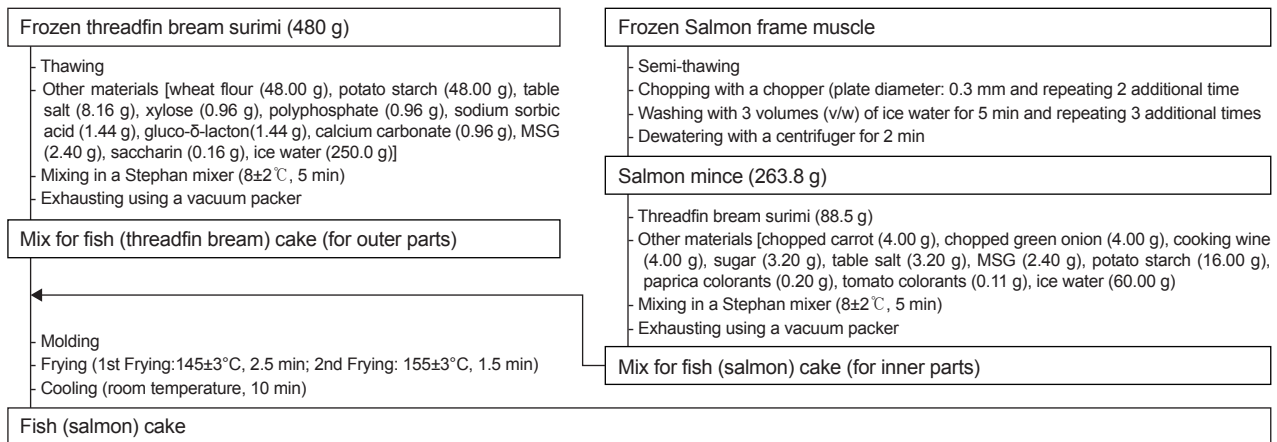 Frozen threadfin bream surimi (480 g)
- Thawing
- Other materials [wheat flour (48.00 g), potato starch (48.00 g), table
salt (8.16 g), xylose (0.96 g), polyphosphate (0.96 g), sodium sorbic
acid (1.44 g), gluco-δ-lacton(1.44 g), calcium carbonate (0.96 g), MSG
(2.40 g), saccharin (0.16 g), ice water (250.0 g)]
- Mixing in a Stephan mixer (8±2℃, 5 min)
- Exhausting using a vacuum packer
Mix for fish (threadfin bream) cake (for outer parts)
- Molding
- Frying (1st Frying:145±3°C, 2.5 min; 2nd Frying: 155±3°C, 1.5 min)
- Cooling (room temperature, 10 min)
Frozen Salmon frame muscle
- Semi-thawing
- Chopping with a chopper (plate diameter: 0.3 mm and repeating 2 additional time
- Washing with 3 volumes (v/w) of ice water for 5 min and repeating 3 additional times
- Dewatering with a centrifuger for 2 min
Salmon mince (263.8 g)
- Threadfin bream surimi (88.5 g)
- Other materials [chopped carrot (4.00 g), chopped green onion (4.00 g), cooking wine
(4.00 g), sugar (3.20 g), table salt (3.20 g), MSG (2.40 g), potato starch (16.00 g),
paprica colorants (0.20 g), tomato colorants (0.11 g), ice water (60.00 g)
- Mixing in a Stephan mixer (8±2℃, 5 min)
- Exhausting using a vacuum packer
Mix for fish (salmon) cake (for inner parts)
Fish (salmon) cake